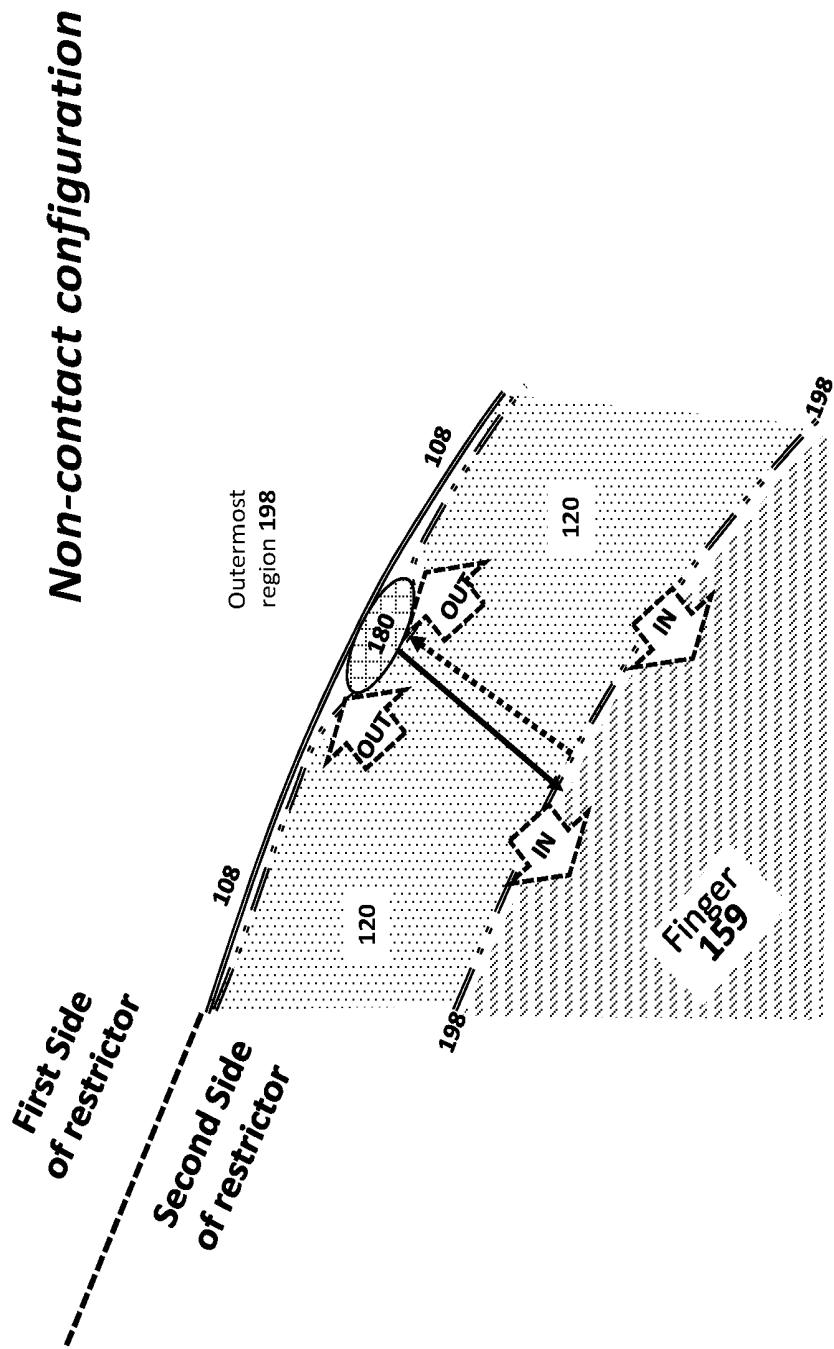 Non-contact configuration
First Side
of restrictor
Second Side
of restrictor
Outermost
region 198
108
108
180
OUT
OUT
120
120
IN
IN
198
198
Finger
159